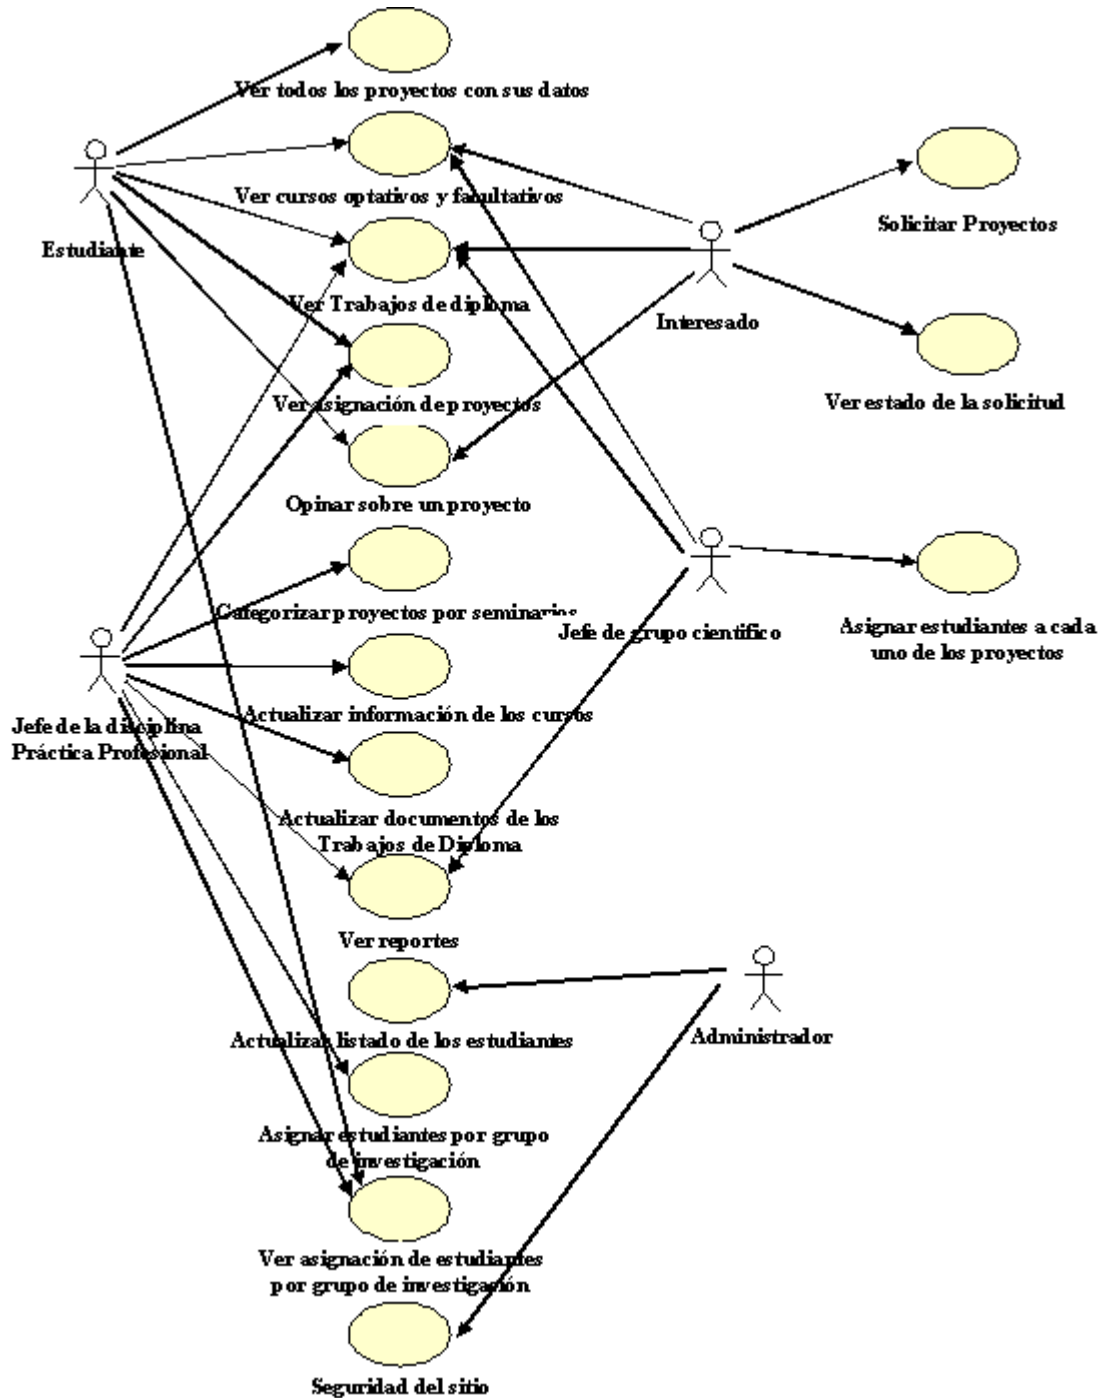 Ver todos los proyectos con sus datos
Ver cursos optativos y facultativos
Solicitar Proyectos
Estudiante
Ver Trabajos de diploma
Interesado
Ver asignación de proyectos
Ver estado de la solicitud
Opinar sobre un proyecto
Categorizar proyectos por seminarios
Jefe de grupo científico
Asignar estudiantes a cada
uno de los proyectos
Jefe de la disciplina
Práctica Profesional
Actualizar información de los cursos
Actualizar documentos de los
Trabajos de Diploma
Ver reportes
Actualizar listado de los estudiantes
Administrador
Asignar estudiantes por grupo
de investigación
Ver asignación de estudiantes
por grupo de investigación
Seguridad del sitio